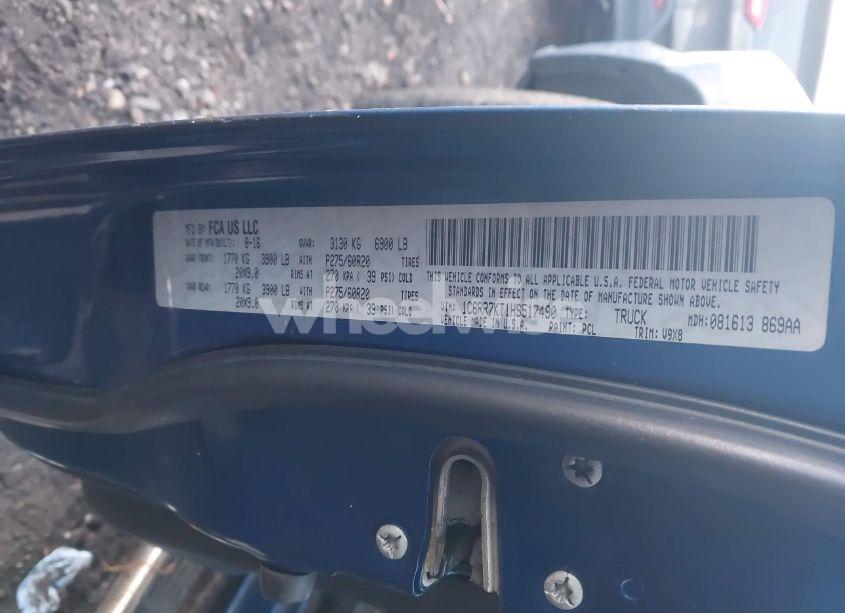 MFD BY FCA US LLC
DATE OF MFR/BUILT: 8-16 GVWR: 3130 KG 6900 LB
GAWR FRONT: 1770 KG 3900 LB WITH P275/60R20 TIRES
20X9.0 RIMS AT 270 KPA ( 39 PSI) COLD
GAWR REAR: 1770 KG 3900 LB WITH P275/60R20 TIRES
20X9.0 RIMS AT 270 KPA ( 39 PSI) COLD
THIS VEHICLE CONFORMS TO ALL APPLICABLE U.S.A. FEDERAL MOTOR VEHICLE SAFETY
STANDARDS IN EFFECT ON THE DATE OF MANUFACTURE SHOWN ABOVE.
VIN: 1C6RR7KT1HS517490 TYPE: TRUCK MDH: 081613 869AA
VEHICLE MADE IN U.S.A. PAINT: PCL TRIM: V9X8